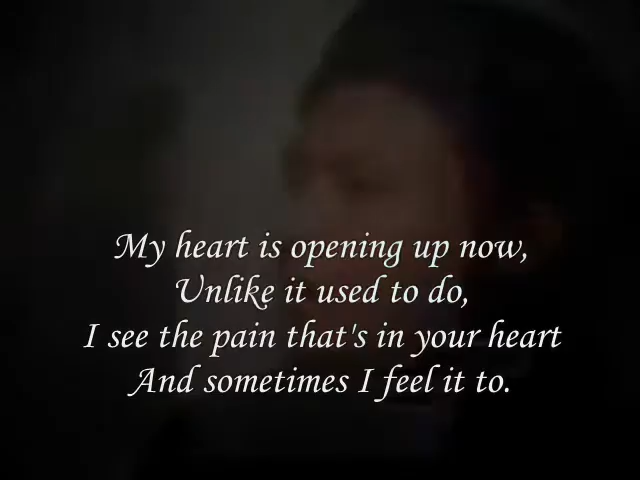 My heart is opening up now,
Unlike it used to do,
I see the pain that's in your heart
And sometimes I feel it to.